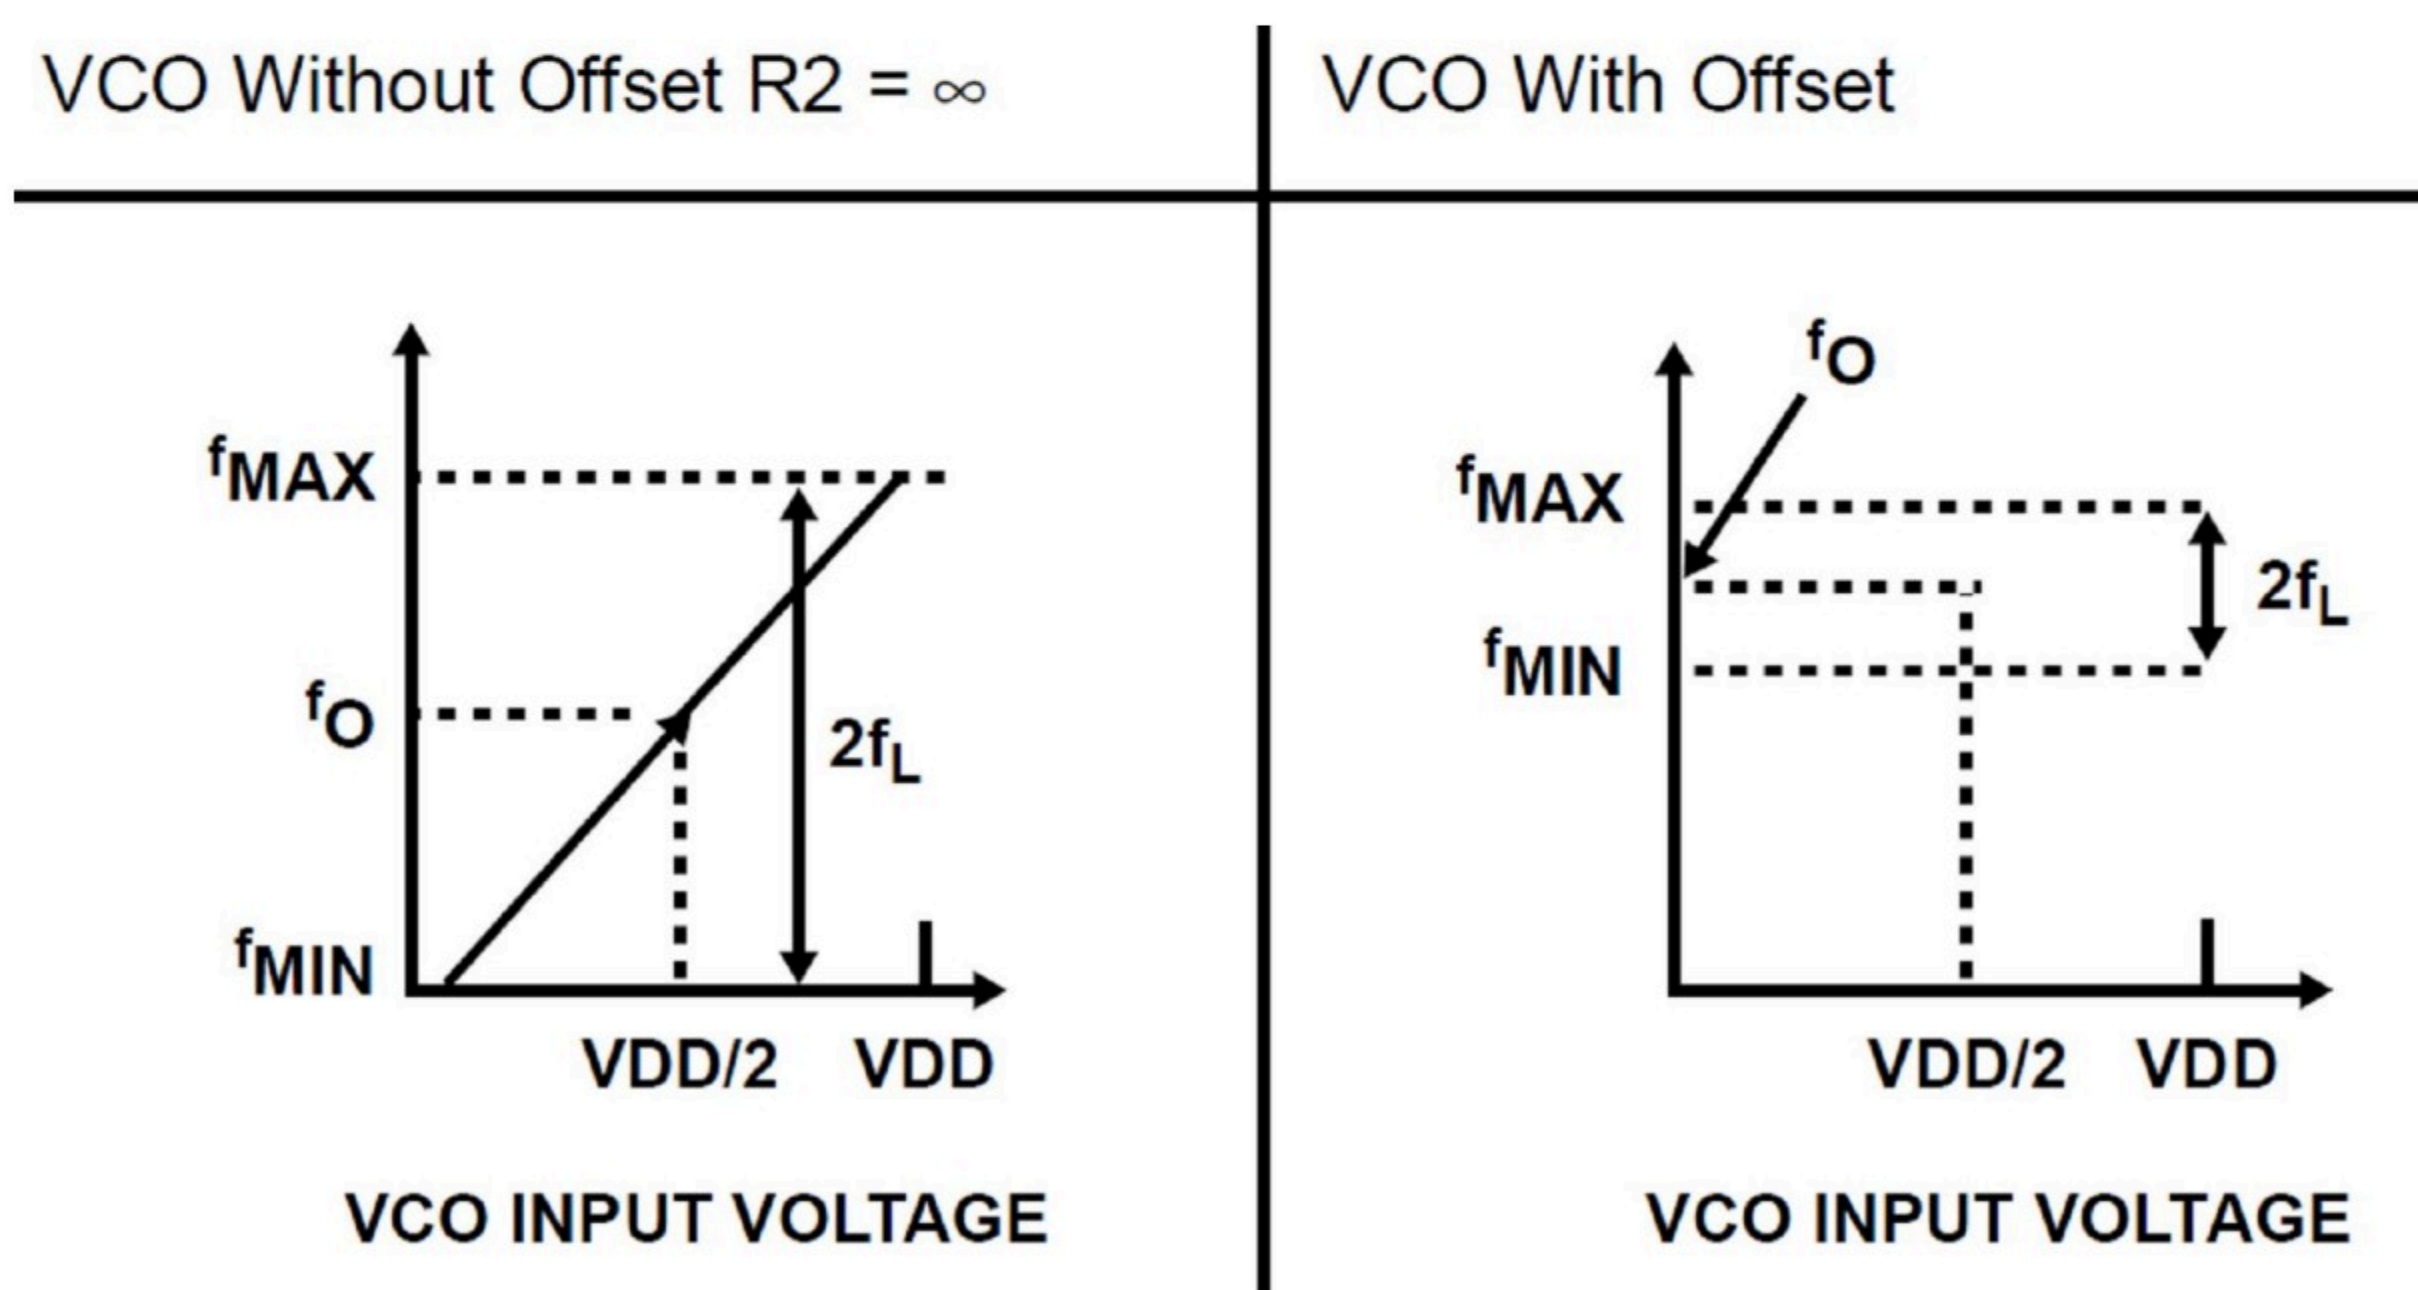 VCO Without Offset R2 = ∞
VCO With Offset
fMAX
fO
fMIN
2fL
VDD/2 VDD
VCO INPUT VOLTAGE
fO
fMAX
fMIN
2fL
VDD/2 VDD
VCO INPUT VOLTAGE